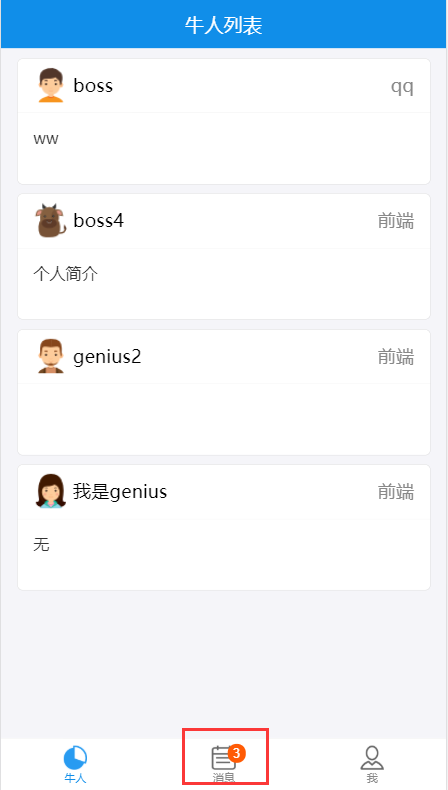 牛人列表
boss qq
ww
boss4 前端
个人简介
genius2 前端
我是genius 前端
无
3
牛人 消息 我